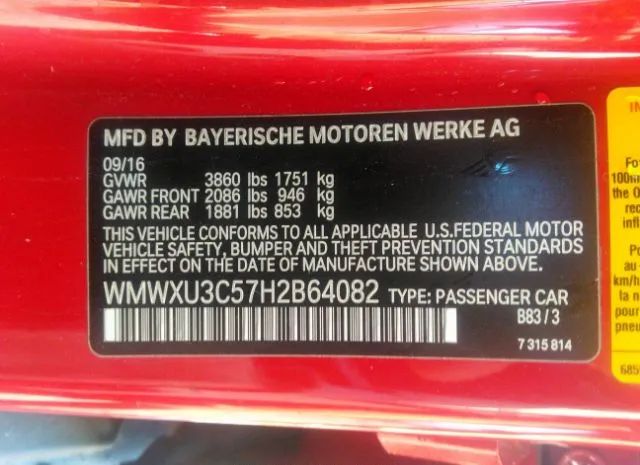 MFD BY BAYERISCHE MOTOREN WERKE AG
09/16
GVWR 3860 lbs 1751 kg
GAWR FRONT 2086 lbs 946 kg
GAWR REAR 1881 lbs 853 kg
THIS VEHICLE CONFORMS TO ALL APPLICABLE U.S.FEDERAL MOTOR
VEHICLE SAFETY, BUMPER AND THEFT PREVENTION STANDARDS
IN EFFECT ON THE DATE OF MANUFACTURE SHOWN ABOVE.
WMWXU3C57H2B64082 TYPE: PASSENGER CAR
B83 / 3
7 315 814
the O
la n
pour